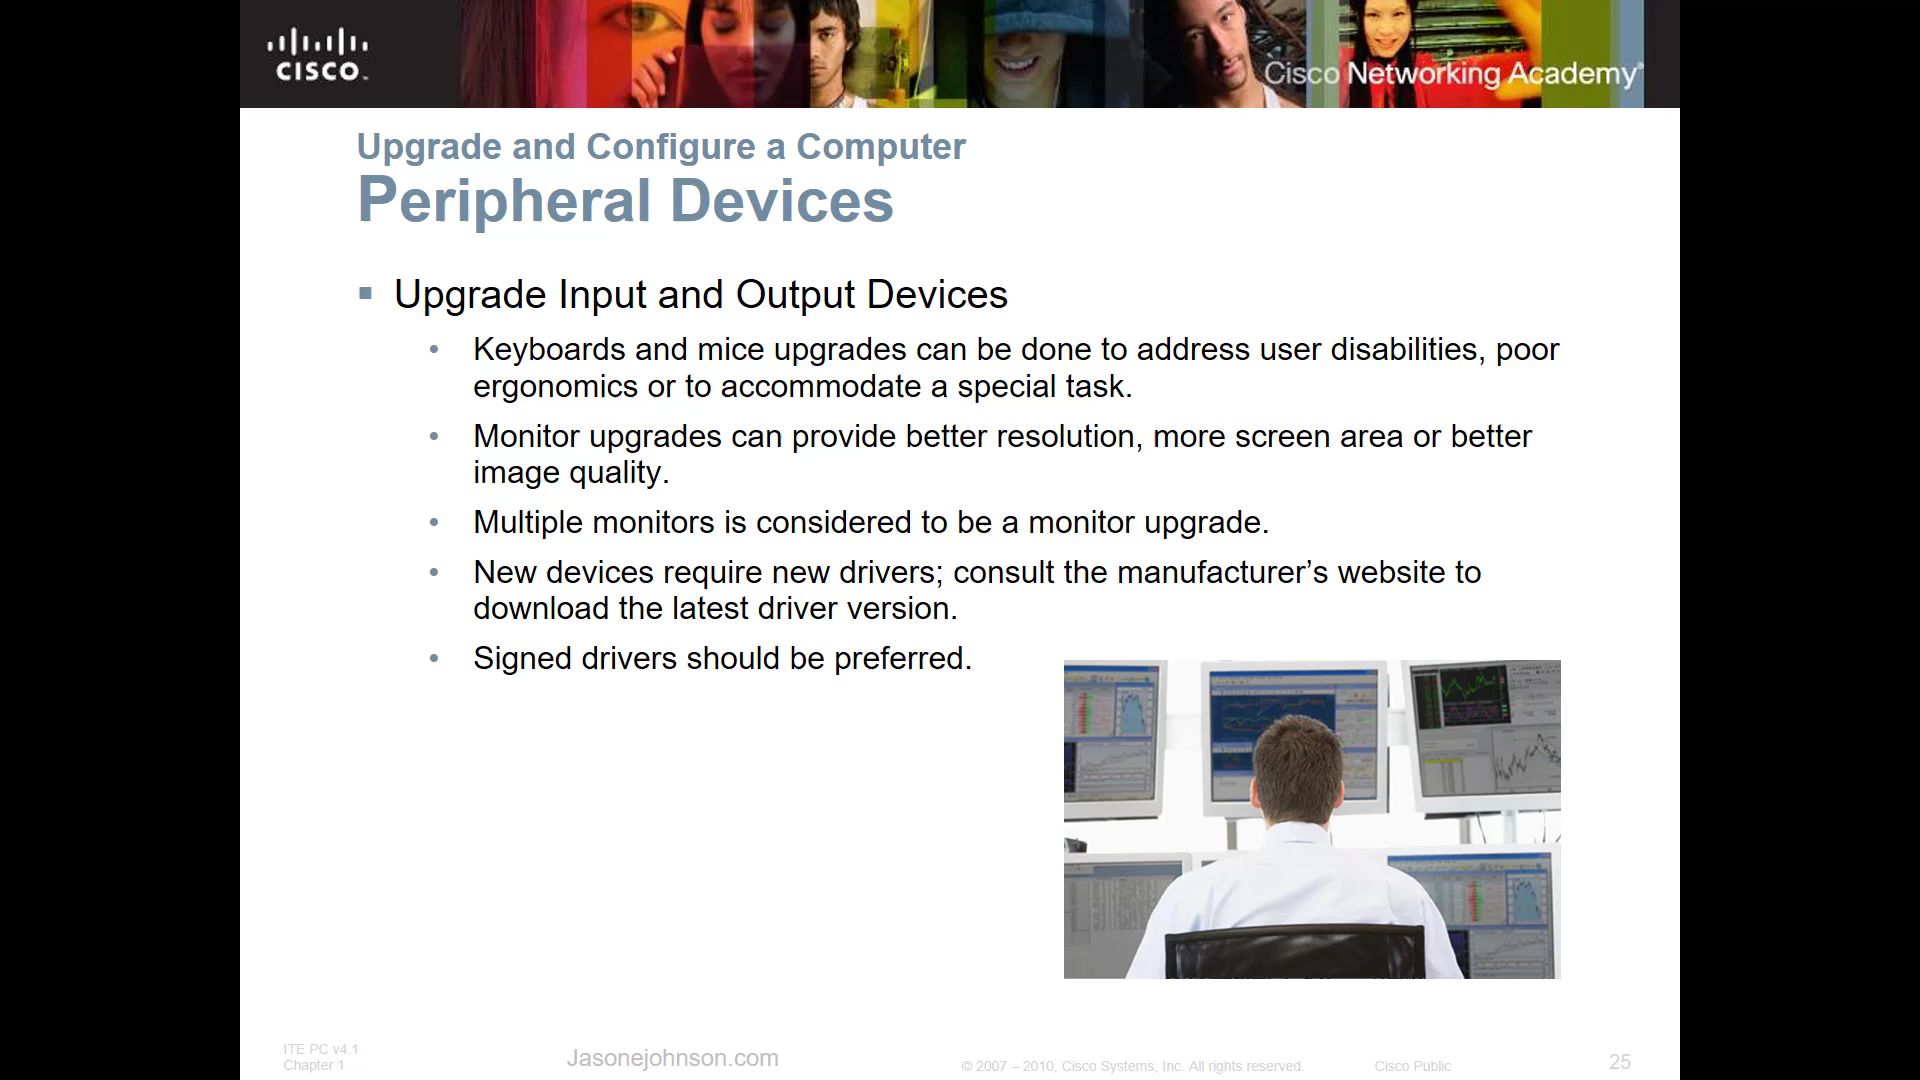 CISCO
Cisco Networking Academy®
Upgrade and Configure a Computer
Peripheral Devices
Upgrade Input and Output Devices
Keyboards and mice upgrades can be done to address user disabilities, poor
ergonomics or to accommodate a special task.
Monitor upgrades can provide better resolution, more screen area or better
image quality.
Multiple monitors is considered to be a monitor upgrade.
New devices require new drivers; consult the manufacturer’s website to
download the latest driver version.
Signed drivers should be preferred.
ITE PC v4.1
Chapter 1
Jasonejohnson.com
© 2007 – 2010, Cisco Systems, Inc. All rights reserved.
Cisco Public
25